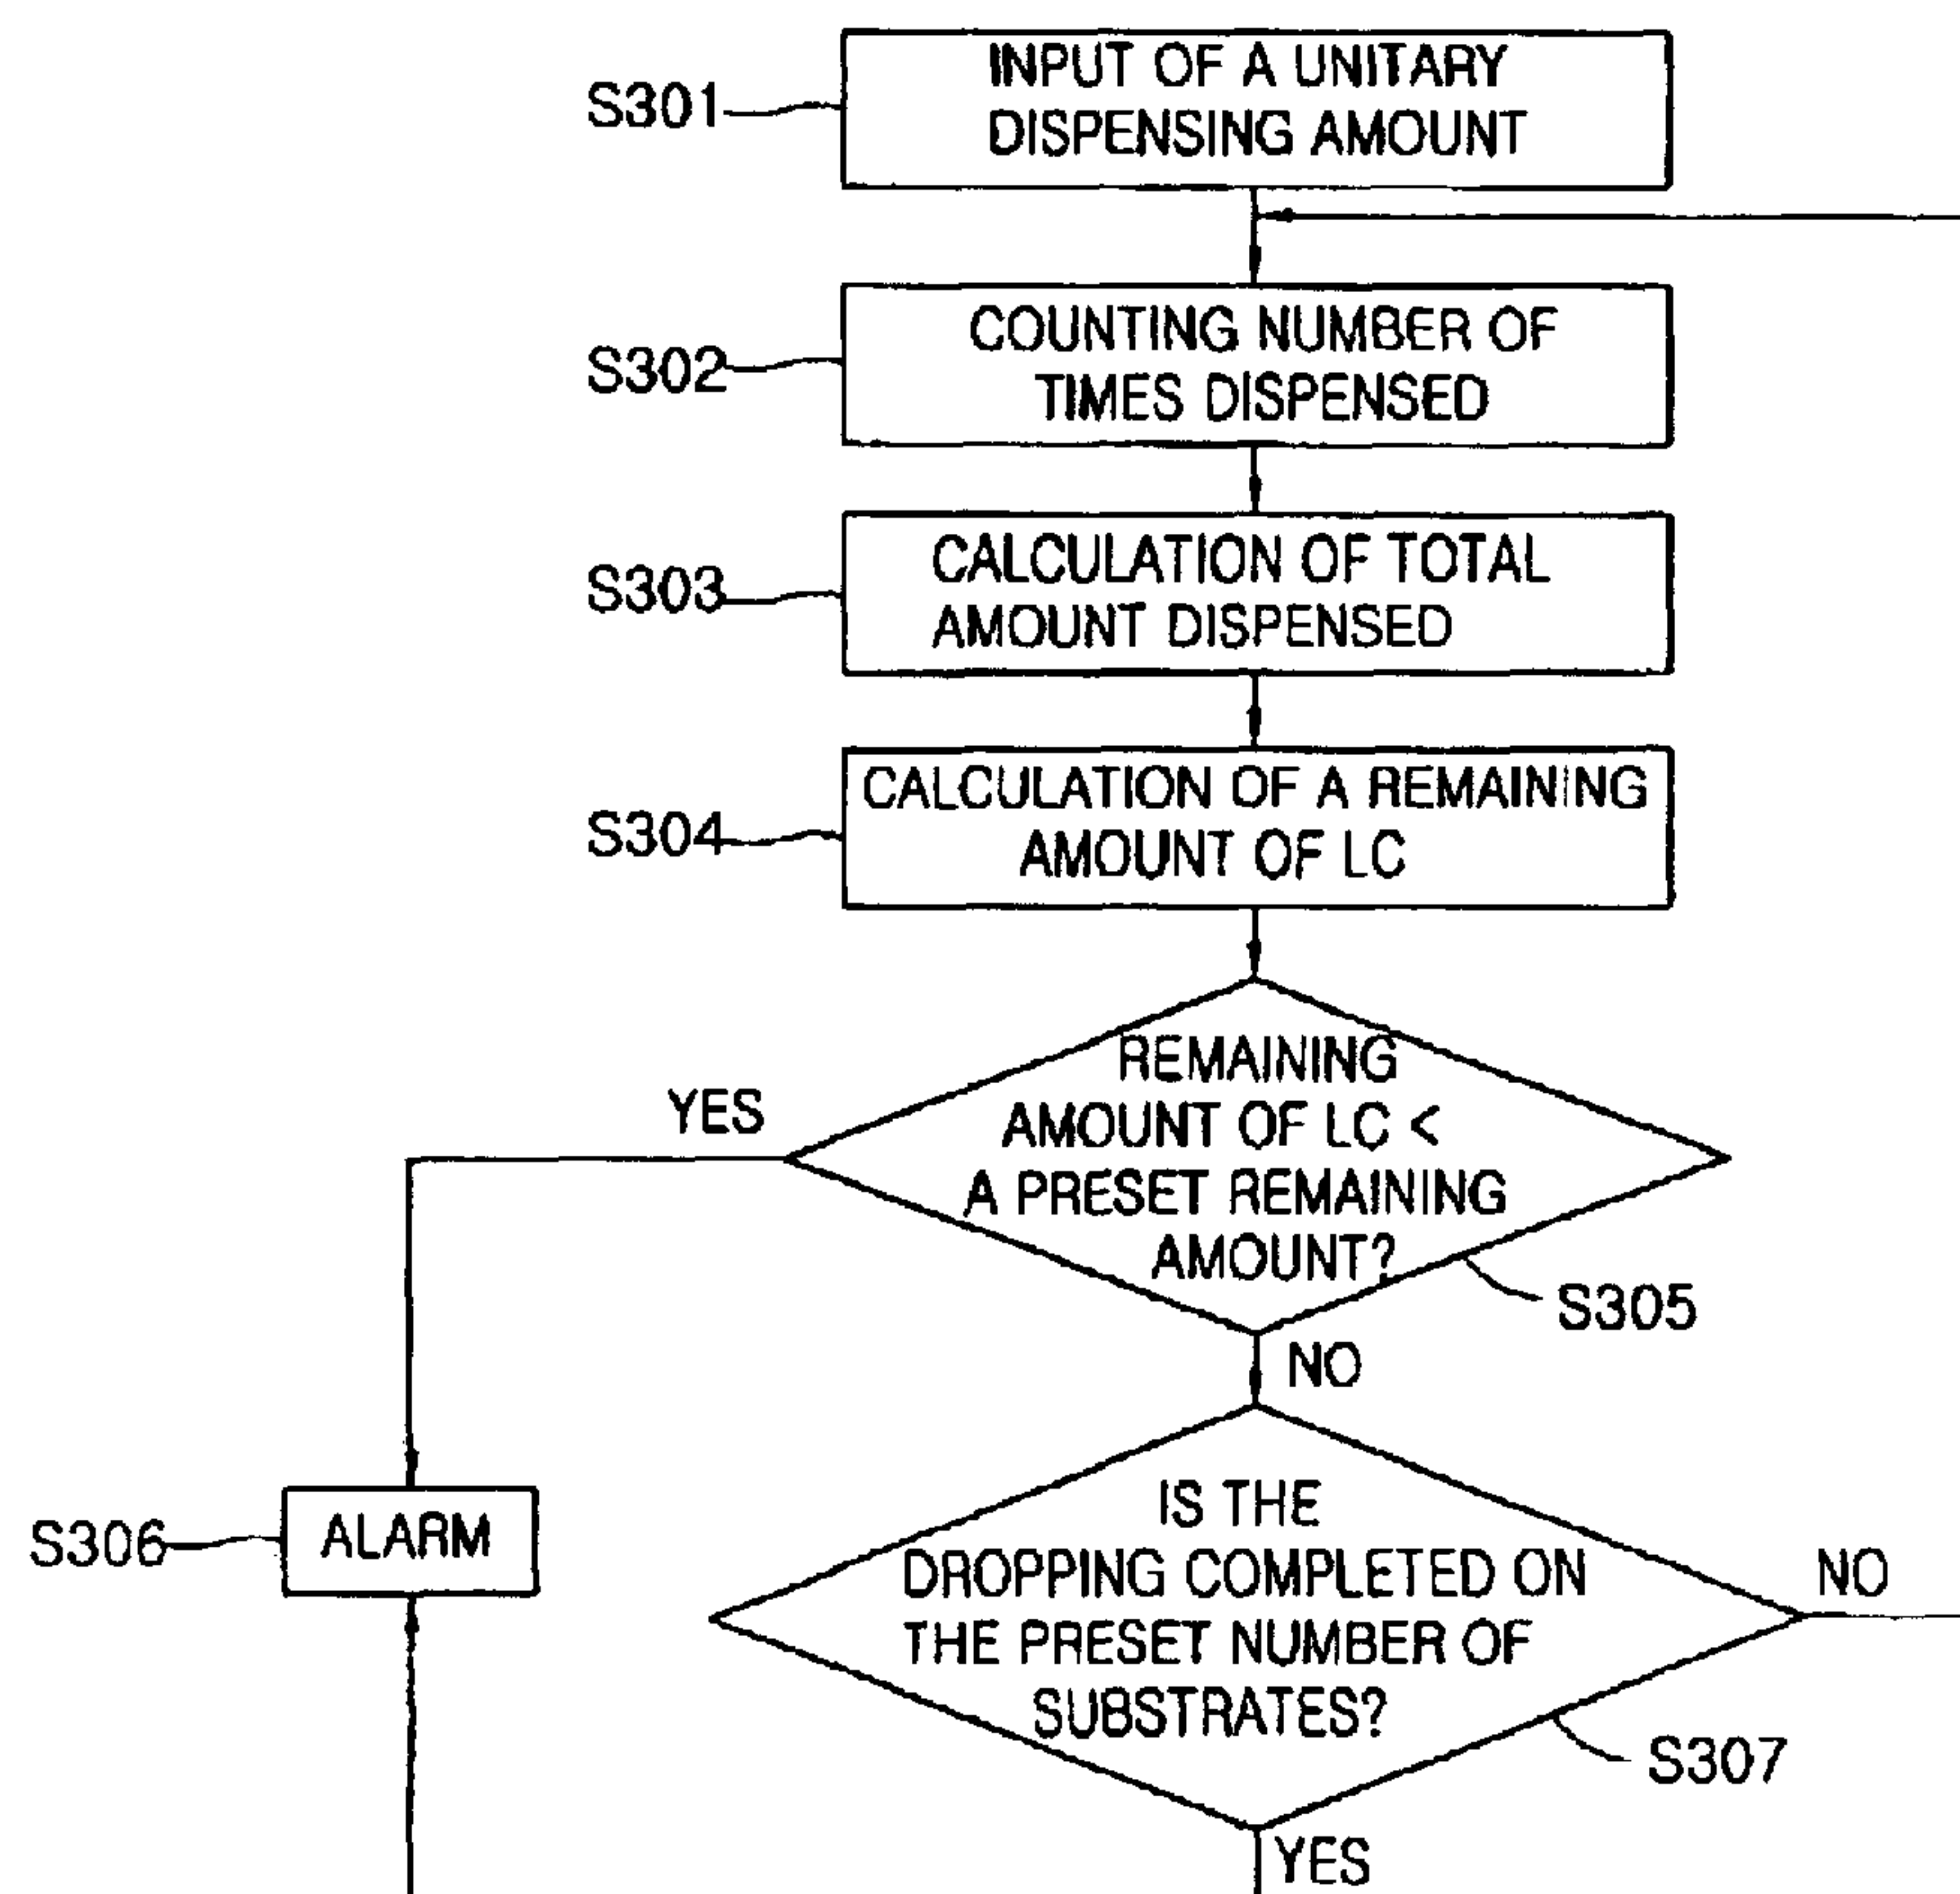 INPUT OF A UNITARY
DISPENSING AMOUNT
S301
COUNTING NUMBER OF
TIMES DISPENSED
S302
CALCULATION OF TOTAL
AMOUNT DISPENSED
S303
CALCULATION OF A REMAINING
AMOUNT OF LC
S304
REMAINING
AMOUNT OF LC <
A PRESET REMAINING
AMOUNT?
YES
S305
NO
ALARM
S306
IS THE
DROPPING COMPLETED ON
THE PRESET NUMBER OF
SUBSTRATES?
NO
S307
YES